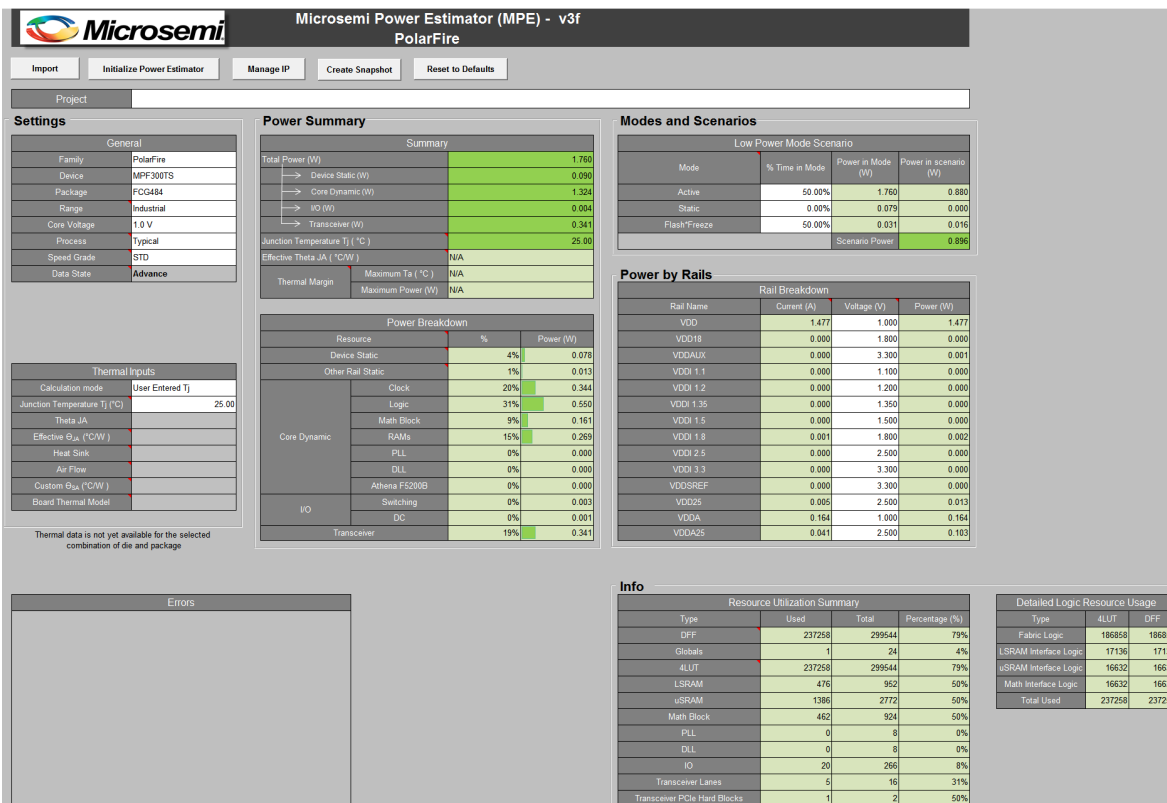 Microsemi
Microsemi Power Estimator (MPE) - v3f
PolarFire
Import Initialize Power Estimator Manage IP Create Snapshot Reset to Defaults
Project
Settings
General
Family PolarFire
Device MPF300TS
Package FCG484
Range Industrial
Core Voltage 1.0 V
Process Typical
Speed Grade STD
Data State Advance
Thermal Inputs
Calculation mode User Entered Tj
Junction Temperature Tj (°C) 25.00
Theta JA
Effective ΘJA (°C/W )
Heat Sink
Air Flow
Custom ΘSA (°C/W )
Board Thermal Model
Thermal data is not yet available for the selected
combination of die and package
Power Summary
Summary
Total Power (W) 1.760
Device Static (W) 0.090
Core Dynamic (W) 1.324
I/O (W) 0.004
Transceiver (W) 0.341
Junction Temperature Tj ( °C ) 25.00
Effective Theta JA ( °C/W ) N/A
Thermal Margin
Maximum Ta ( °C ) N/A
Maximum Power (W) N/A
Power Breakdown
Resource % Power (W)
Device Static 4% 0.078
Other Rail Static 1% 0.013
Core Dynamic
Clock 20% 0.344
Logic 31% 0.550
Math Block 9% 0.161
RAMs 15% 0.269
PLL 0% 0.000
DLL 0% 0.000
Athena F5200B 0% 0.000
I/O
Switching 0% 0.003
DC 0% 0.001
Transceiver 19% 0.341
Modes and Scenarios
Low Power Mode Scenario
Mode % Time in Mode Power in Mode (W) Power in scenario (W)
Active 50.00% 1.760 0.880
Static 0.00% 0.079 0.000
Flash*Freeze 50.00% 0.031 0.016
Scenario Power 0.896
Power by Rails
Rail Breakdown
Rail Name Current (A) Voltage (V) Power (W)
VDD 1.477 1.000 1.477
VDD18 0.000 1.800 0.000
VDDAUX 0.000 3.300 0.001
VDDI 1.1 0.000 1.100 0.000
VDDI 1.2 0.000 1.200 0.000
VDDI 1.35 0.000 1.350 0.000
VDDI 1.5 0.000 1.500 0.000
VDDI 1.8 0.001 1.800 0.002
VDDI 2.5 0.000 2.500 0.000
VDDI 3.3 0.000 3.300 0.000
VDDSREF 0.000 3.300 0.000
VDD25 0.005 2.500 0.013
VDDA 0.164 1.000 0.164
VDDA25 0.041 2.500 0.103
Errors
Info
Resource Utilization Summary
Type Used Total Percentage (%)
DFF 237258 299544 79%
Globals 1 24 4%
4LUT 237258 299544 79%
LSRAM 476 952 50%
uSRAM 1386 2772 50%
Math Block 462 924 50%
PLL 0 8 0%
DLL 0 8 0%
IO 20 266 8%
Transceiver Lanes 5 16 31%
Transceiver PCIe Hard Blocks 1 2 50%
Detailed Logic Resource Usage
Type 4LUT DFF
Fabric Logic 186858
LSRAM Interface Logic 17136
uSRAM Interface Logic 16632
Math Interface Logic 16632
Total Used 237258